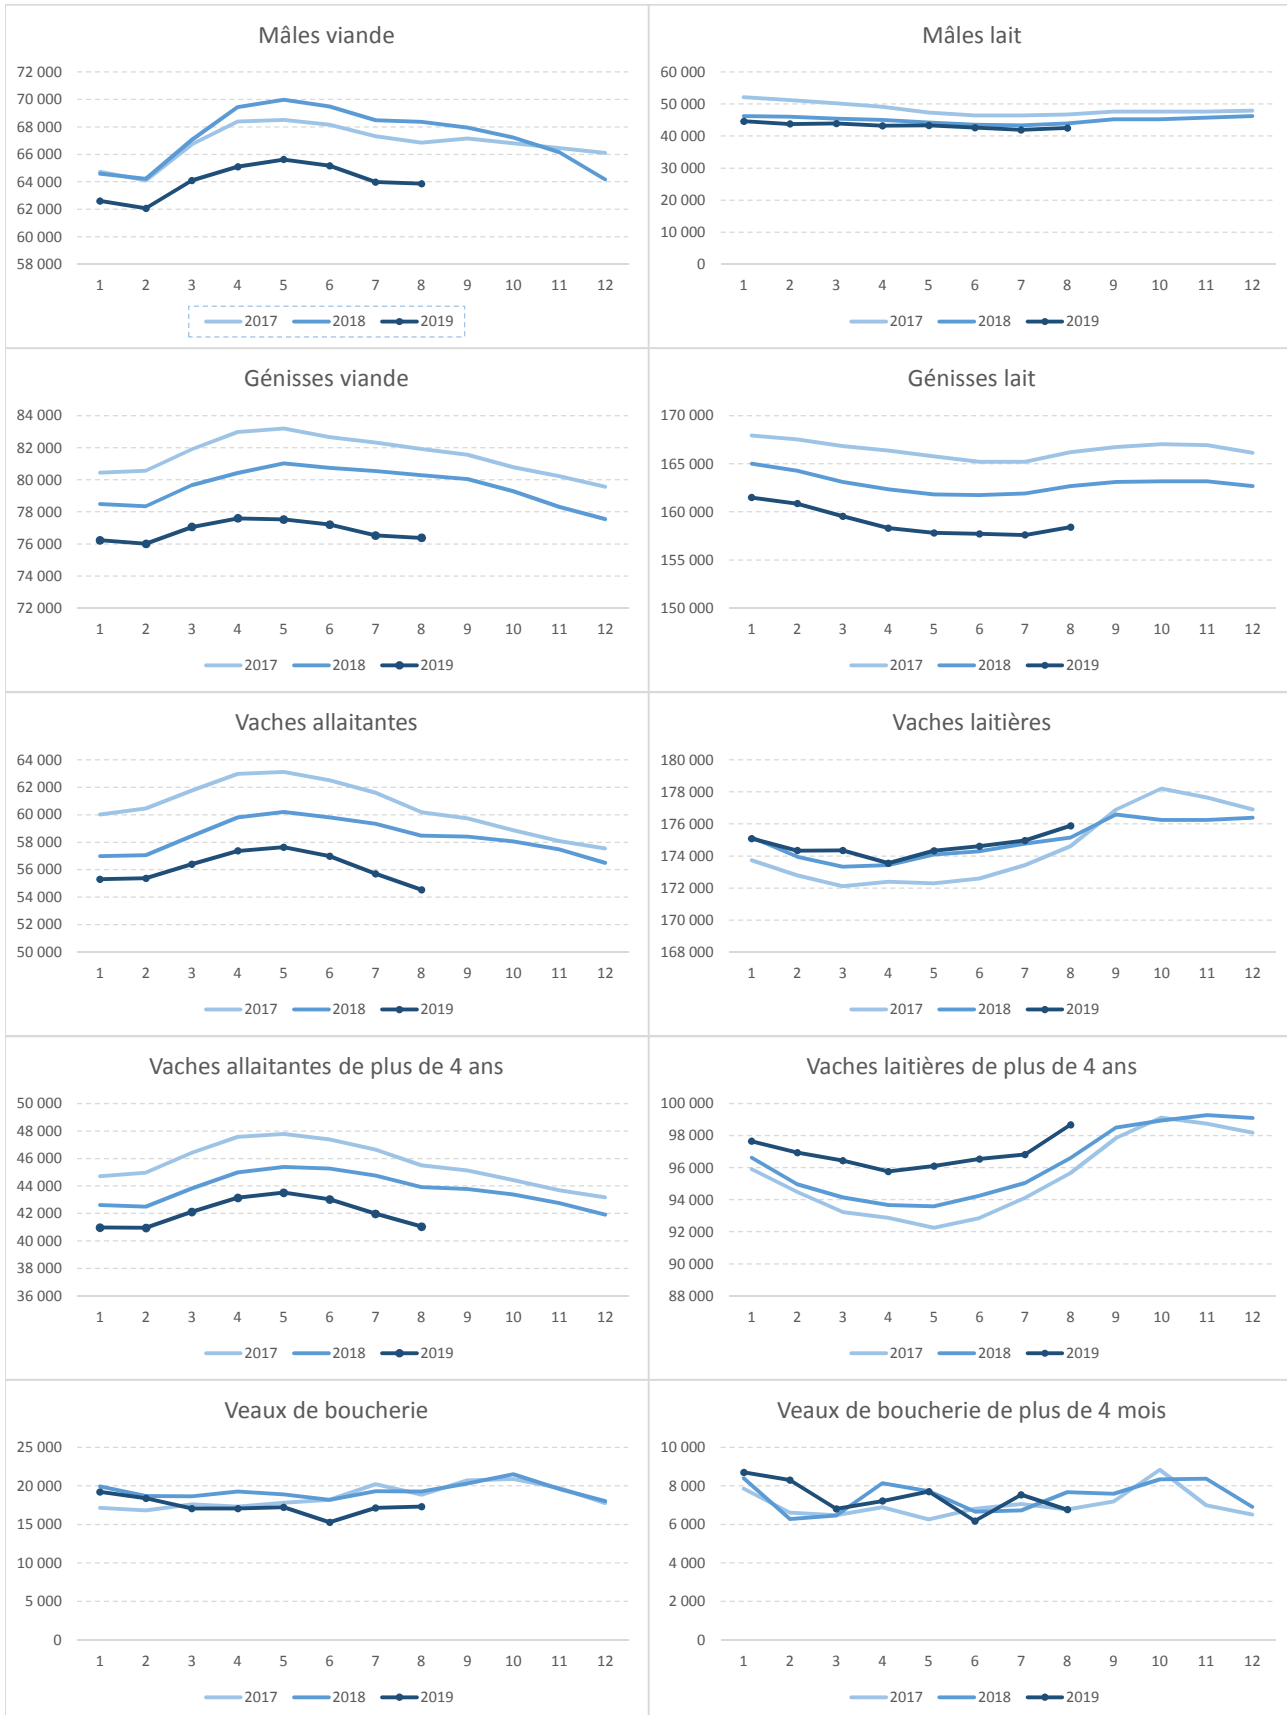 Mâles viande
72 000
70 000
68 000
66 000
64 000
62 000
60 000
58 000
1 2 3 4 5 6 7 8 9 10 11 12
2017 2018 2019
Mâles lait
60 000
50 000
40 000
30 000
20 000
10 000
0
1 2 3 4 5 6 7 8 9 10 11 12
2017 2018 2019
Génisses viande
84 000
82 000
80 000
78 000
76 000
74 000
72 000
1 2 3 4 5 6 7 8 9 10 11 12
2017 2018 2019
Génisses lait
170 000
165 000
160 000
155 000
150 000
1 2 3 4 5 6 7 8 9 10 11 12
2017 2018 2019
Vaches allaitantes
64 000
62 000
60 000
58 000
56 000
54 000
52 000
50 000
1 2 3 4 5 6 7 8 9 10 11 12
2017 2018 2019
Vaches laitières
180 000
178 000
176 000
174 000
172 000
170 000
168 000
1 2 3 4 5 6 7 8 9 10 11 12
2017 2018 2019
Vaches allaitantes de plus de 4 ans
50 000
48 000
46 000
44 000
42 000
40 000
38 000
36 000
1 2 3 4 5 6 7 8 9 10 11 12
2017 2018 2019
Vaches laitières de plus de 4 ans
100 000
98 000
96 000
94 000
92 000
90 000
88 000
1 2 3 4 5 6 7 8 9 10 11 12
2017 2018 2019
Veaux de boucherie
25 000
20 000
15 000
10 000
5 000
0
1 2 3 4 5 6 7 8 9 10 11 12
2017 2018 2019
Veaux de boucherie de plus de 4 mois
10 000
8 000
6 000
4 000
2 000
0
1 2 3 4 5 6 7 8 9 10 11 12
2017 2018 2019